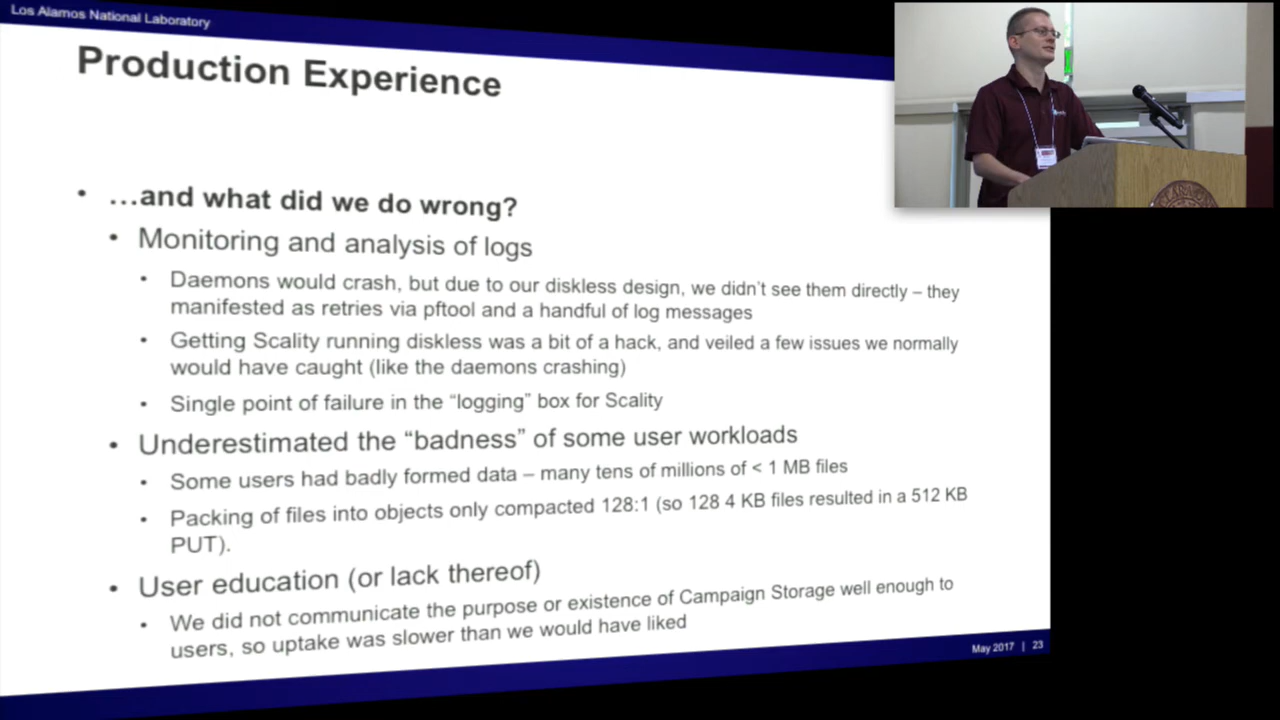 Los Alamos National Laboratory
Production Experience
• …and what did we do wrong?
• Monitoring and analysis of logs
• Daemons would crash, but due to our diskless design, we didn't see them directly – they
manifested as retries via pftool and a handful of log messages
• Getting Scality running diskless was a bit of a hack, and veiled a few issues we normally
would have caught (like the daemons crashing)
• Single point of failure in the “logging” box for Scality
• Underestimated the “badness” of some user workloads
• Some users had badly formed data – many tens of millions of < 1 MB files
• Packing of files into objects only compacted 128:1 (so 128 4 KB files resulted in a 512 KB
PUT).
• User education (or lack thereof)
• We did not communicate the purpose or existence of Campaign Storage well enough to
users, so uptake was slower than we would have liked
May 2017 | 23